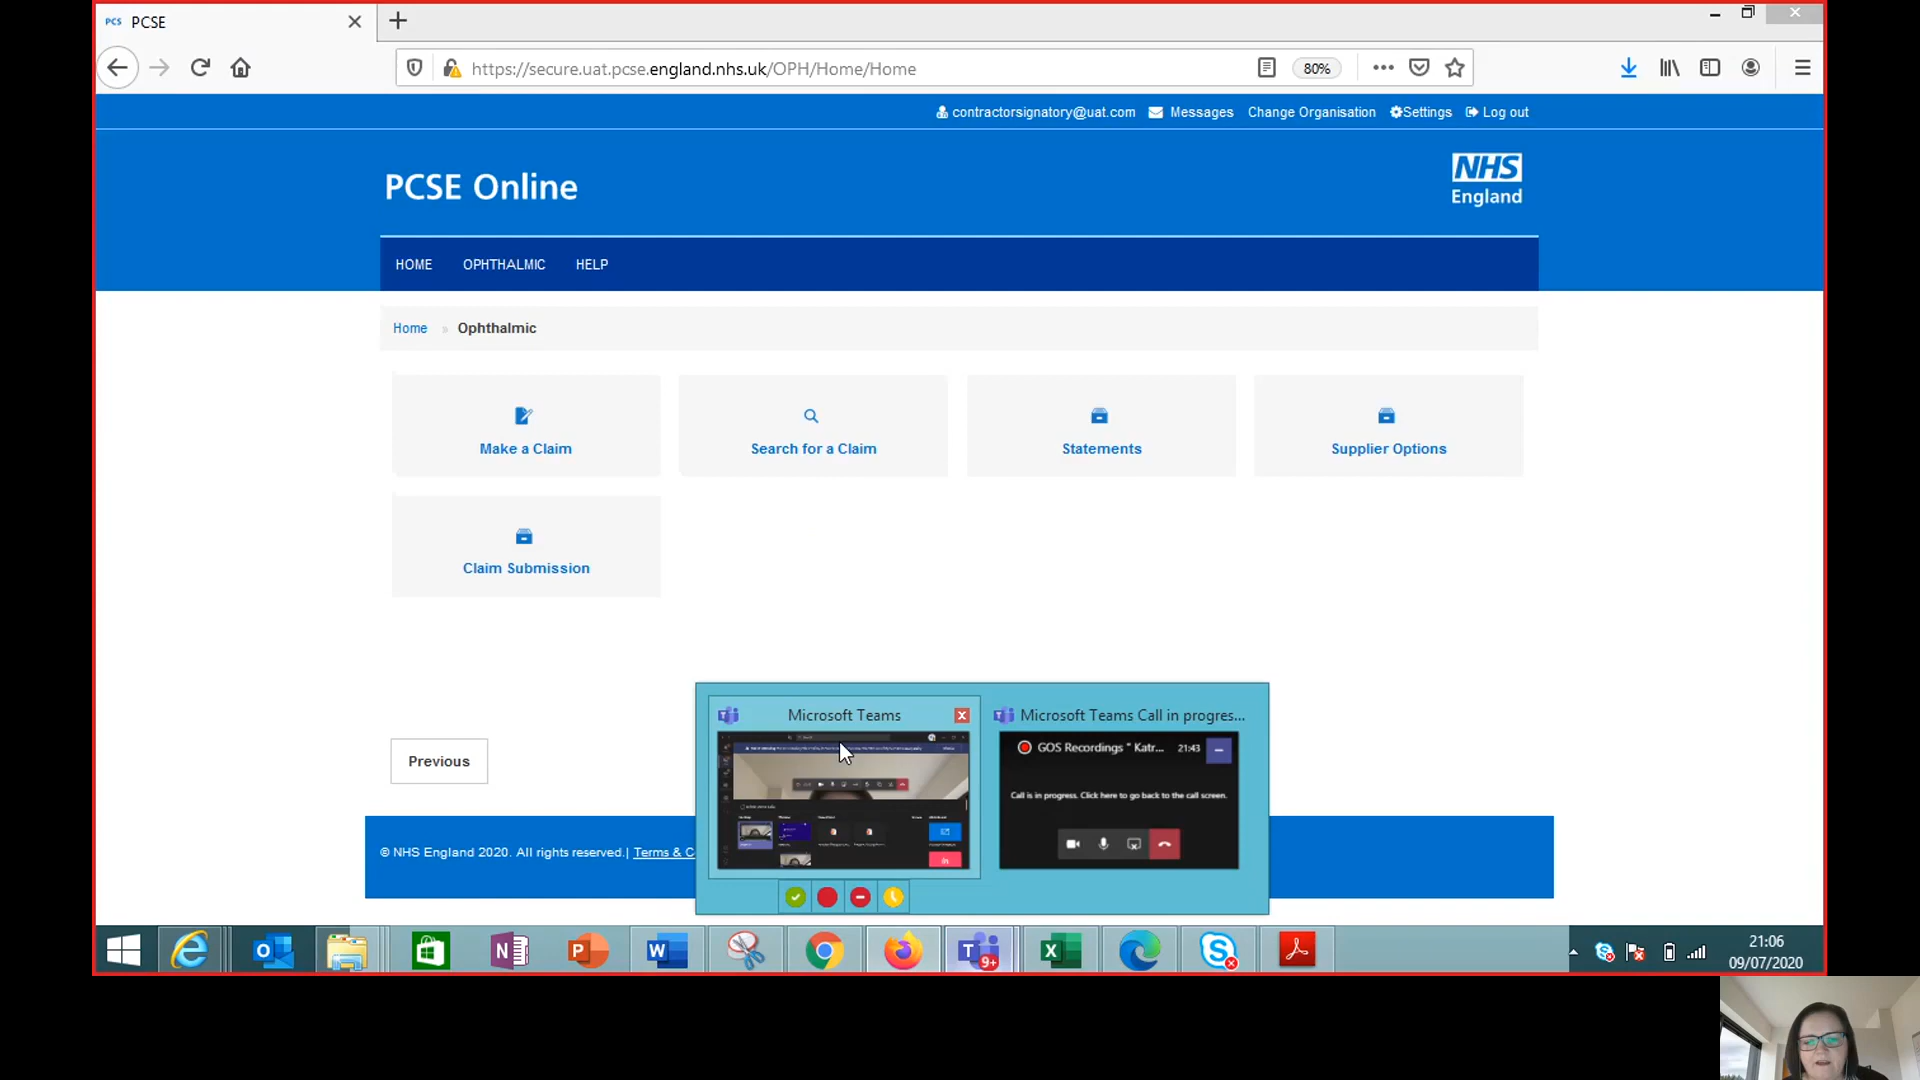 PCS PCSE
https://secure.uat.pcse.england.nhs.uk/OPH/Home/Home
80%
contractorsignatory@uat.com Messages Change Organisation Settings Log out
PCSE Online
NHS
England
HOME OPHTHALMIC HELP
Home » Ophthalmic
Make a Claim
Search for a Claim
Statements
Supplier Options
Claim Submission
Microsoft Teams
Microsoft Teams Call in progres...
GOS Recordings " Katr... 21:43
Call is in progress. Click here to go back to the call screen.
Previous
© NHS England 2020. All rights reserved.| Terms & C
9+
21:06
09/07/2020